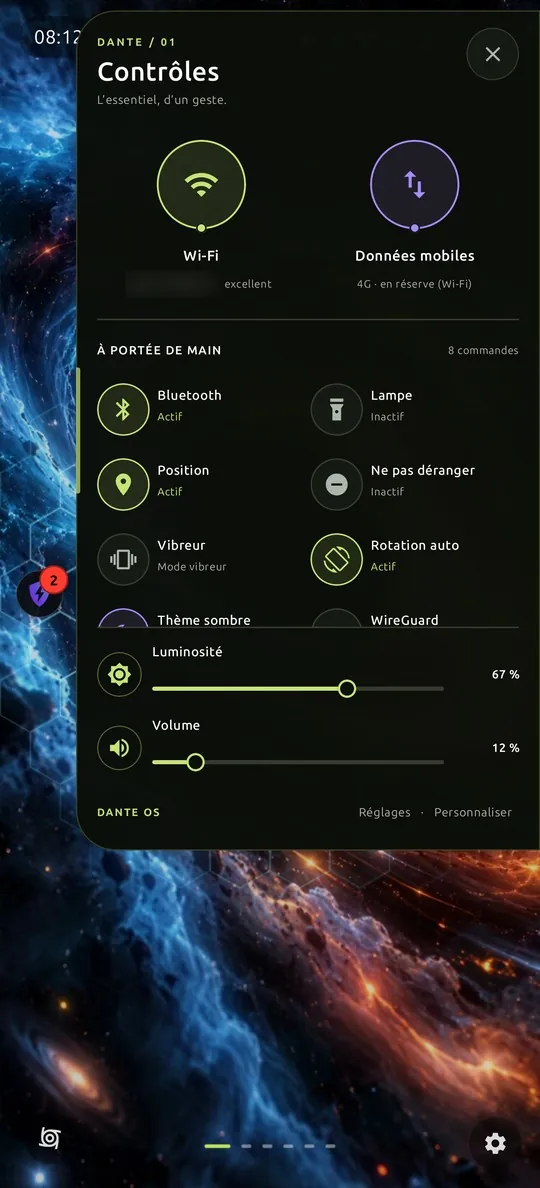 08:12
DANTE / 01
Contrôles
L'essentiel, d'un geste.
Wi-Fi
Données mobiles
excellent
4G · en réserve (Wi-Fi)
À PORTÉE DE MAIN
8 commandes
Bluetooth
Actif
Lampe
Inactif
Position
Actif
Ne pas déranger
Inactif
Vibreur
Mode vibreur
Rotation auto
Actif
2
Thème sombre
WireGuard
Luminosité
67 %
Volume
12 %
DANTE OS
Réglages · Personnaliser